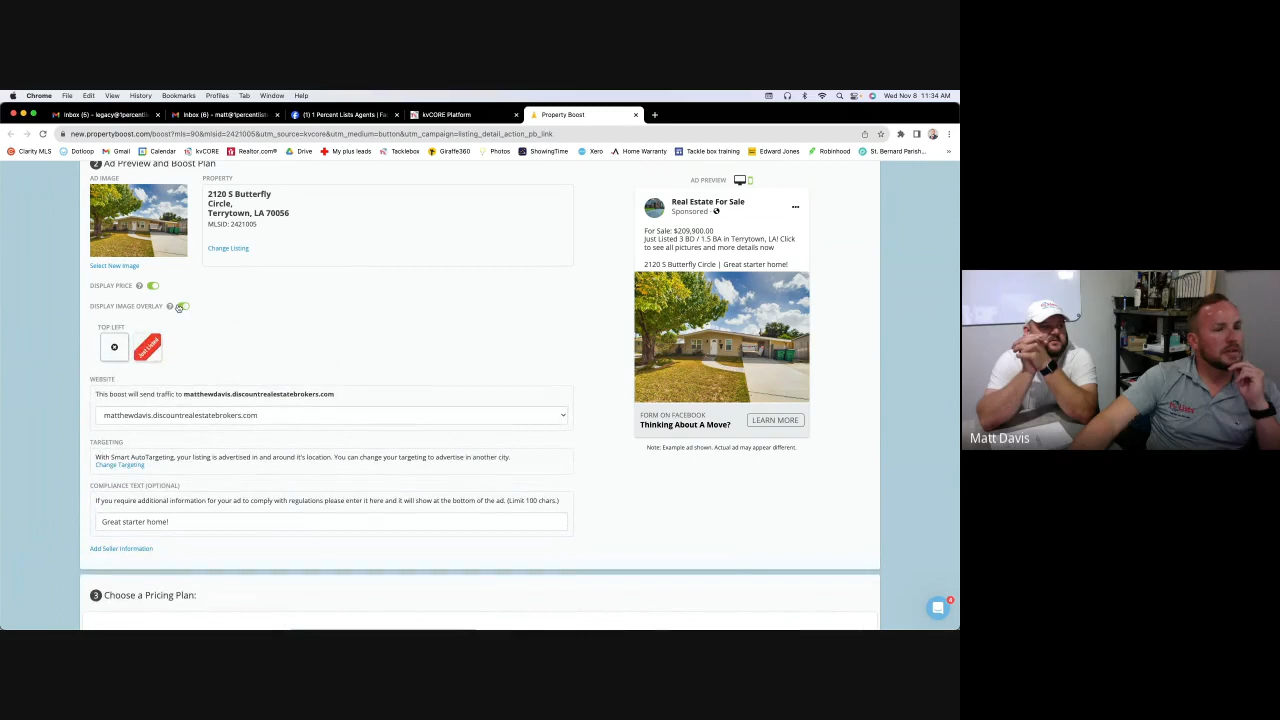 Chrome File Edit View History Bookmarks Profiles Tab Window Help
Wed Nov 8 11:34 AM
Inbox (5) - legacy@1percentlist
Inbox (6) - matt@1percentlist
(1) 1 Percent Lists Agents | Fa
kvCORE Platform
Property Boost
new.propertyboost.com/boost?mls=90&mlsid=2421005&utm_source=kvcore&utm_medium=button&utm_campaign=listing_detail_action_pb_link
Clarity MLS Dotloop Gmail Calendar kvCORE Realtor.com® Drive My plus leads Tacklebox Giraffe360 Photos ShowingTime Xero Home Warranty Tackle box training Edward Jones Robinhood St. Bernard Parish... »
2 Ad Preview and Boost Plan
AD IMAGE
PROPERTY
2120 S Butterfly
Circle,
Terrytown, LA 70056
MLSID: 2421005
Change Listing
Select New Image
DISPLAY PRICE
DISPLAY IMAGE OVERLAY
TOP LEFT
Just Listed
WEBSITE
This boost will send traffic to matthewdavis.discountrealestatebrokers.com
matthewdavis.discountrealestatebrokers.com
TARGETING
With Smart AutoTargeting, your listing is advertised in and around it's location. You can change your targeting to advertise in another city.
Change Targeting
COMPLIANCE TEXT (OPTIONAL)
If you require additional information for your ad to comply with regulations please enter it here and it will show at the bottom of the ad. (Limit 100 chars.)
Great starter home!
Add Seller Information
3 Choose a Pricing Plan:
AD PREVIEW
Real Estate For Sale
Sponsored ·
For Sale: $209,900.00
Just Listed 3 BD / 1.5 BA in Terrytown, LA! Click
to see all pictures and more details now
2120 S Butterfly Circle | Great starter home!
FORM ON FACEBOOK
Thinking About A Move?
LEARN MORE
Note: Example ad shown. Actual ad may appear different.
4
Matt Davis